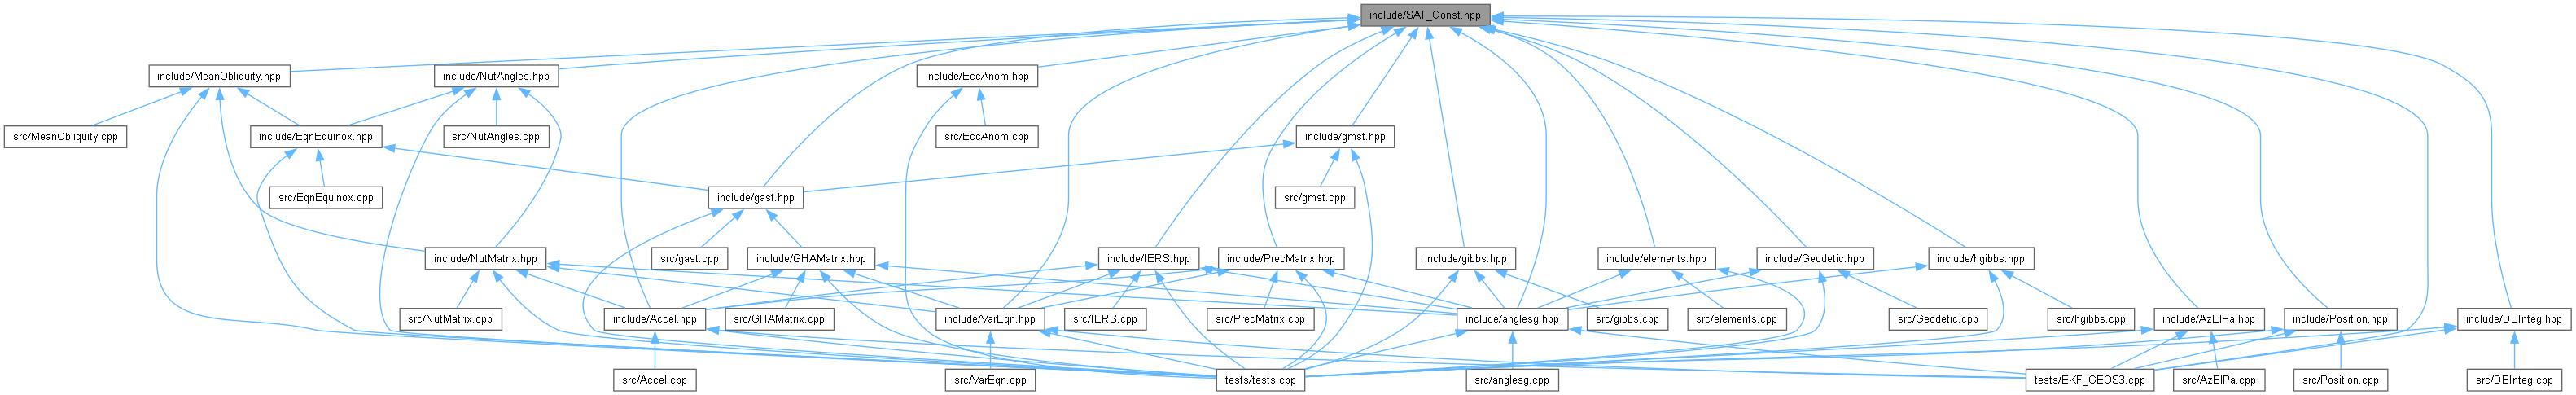 include/SAT_Const.hpp
include/MeanObliquity.hpp
include/NutAngles.hpp
include/EccAnom.hpp
src/MeanObliquity.cpp
include/EqnEquinox.hpp
src/NutAngles.cpp
src/EccAnom.cpp
include/gmst.hpp
src/EqnEquinox.cpp
include/gast.hpp
src/gmst.cpp
include/NutMatrix.hpp
src/gast.cpp
include/GHAMatrix.hpp
include/IERS.hpp
include/PrecMatrix.hpp
include/gibbs.hpp
include/elements.hpp
include/Geodetic.hpp
include/hgibbs.hpp
src/NutMatrix.cpp
include/Accel.hpp
src/GHAMatrix.cpp
include/VarEqn.hpp
src/IERS.cpp
src/PrecMatrix.cpp
include/anglesg.hpp
src/gibbs.cpp
src/elements.cpp
src/Geodetic.cpp
src/hgibbs.cpp
include/AzElPa.hpp
include/Position.hpp
include/DEInteg.hpp
src/Accel.cpp
src/VarEqn.cpp
tests/tests.cpp
src/anglesg.cpp
tests/EKF_GEOS3.cpp
src/AzElPa.cpp
src/Position.cpp
src/DEInteg.cpp